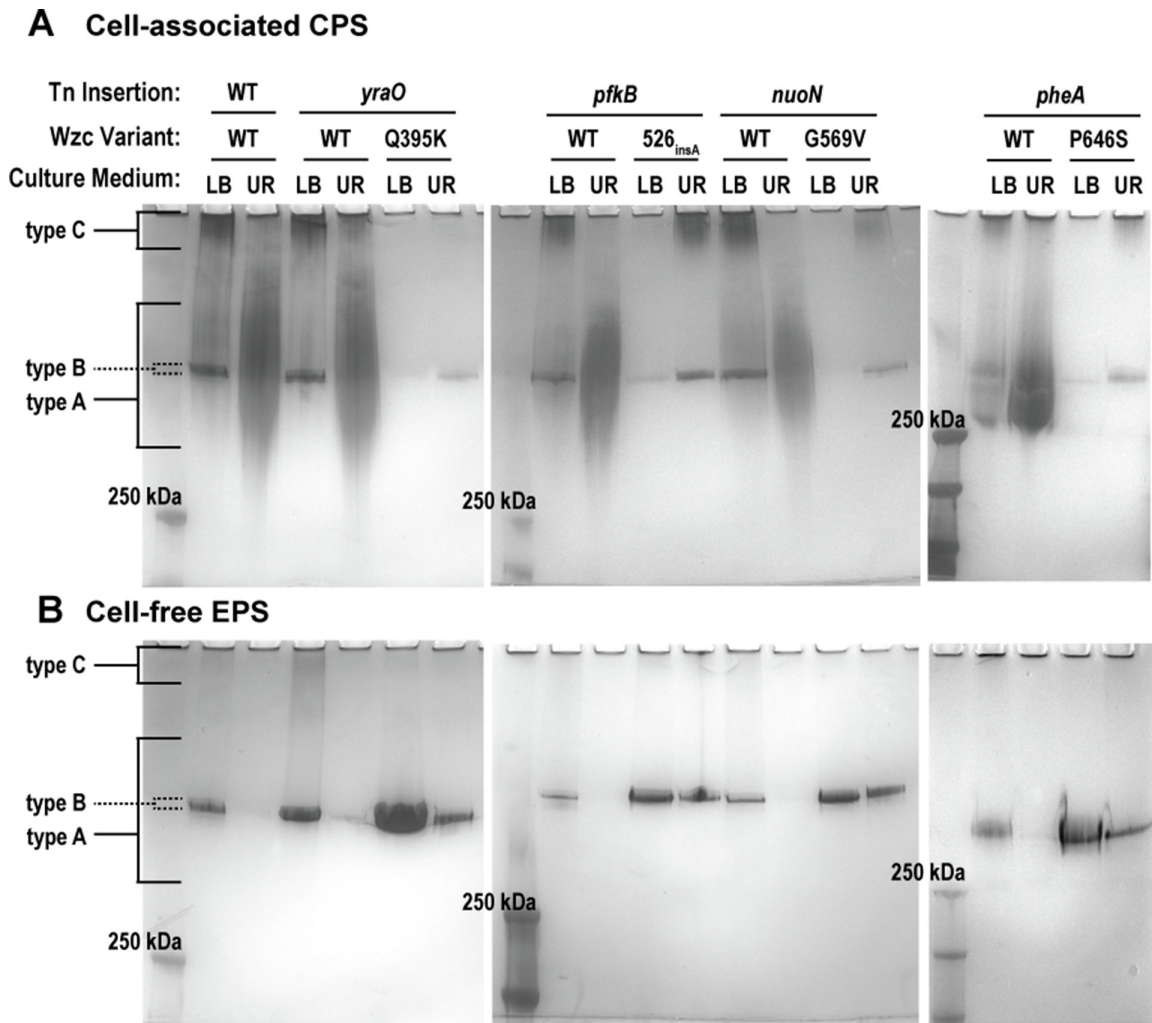 A Cell-associated CPS
Tn Insertion: WT yraO pfkB nuoN pheA
Wzc Variant: WT WT Q395K WT 526insA WT G569V WT P646S
Culture Medium: LB UR LB UR LB UR LB UR LB UR LB UR LB UR LB UR LB UR
type C
type B
type A
250 kDa
250 kDa
250 kDa
B Cell-free EPS
type C
type B
type A
250 kDa
250 kDa
250 kDa